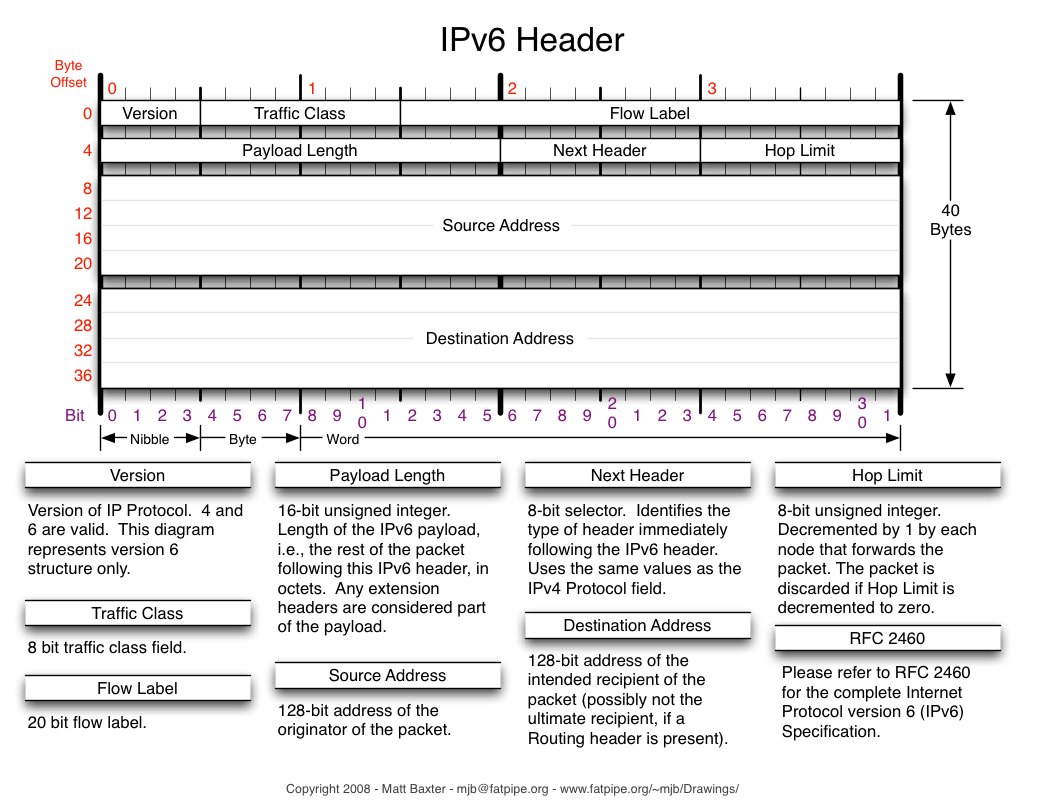 IPv6 Header
Byte
Offset
0 1 2 3
0 Version Traffic Class Flow Label
4 Payload Length Next Header Hop Limit
8
12
Source Address
16
20
40
Bytes
24
28
Destination Address
32
36
Bit 0 1 2 3 4 5 6 7 8 9 10 1 2 3 4 5 6 7 8 9 20 1 2 3 4 5 6 7 8 9 30 1
Nibble Byte Word
Version
Version of IP Protocol. 4 and
6 are valid. This diagram
represents version 6
structure only.
Traffic Class
8 bit traffic class field.
Flow Label
20 bit flow label.
Payload Length
16-bit unsigned integer.
Length of the IPv6 payload,
i.e., the rest of the packet
following this IPv6 header, in
octets. Any extension
headers are considered part
of the payload.
Source Address
128-bit address of the
originator of the packet.
Next Header
8-bit selector. Identifies the
type of header immediately
following the IPv6 header.
Uses the same values as the
IPv4 Protocol field.
Destination Address
128-bit address of the
intended recipient of the
packet (possibly not the
ultimate recipient, if a
Routing header is present).
Hop Limit
8-bit unsigned integer.
Decremented by 1 by each
node that forwards the
packet. The packet is
discarded if Hop Limit is
decremented to zero.
RFC 2460
Please refer to RFC 2460
for the complete Internet
Protocol version 6 (IPv6)
Specification.
Copyright 2008 - Matt Baxter - mjb@fatpipe.org - www.fatpipe.org/~mjb/Drawings/